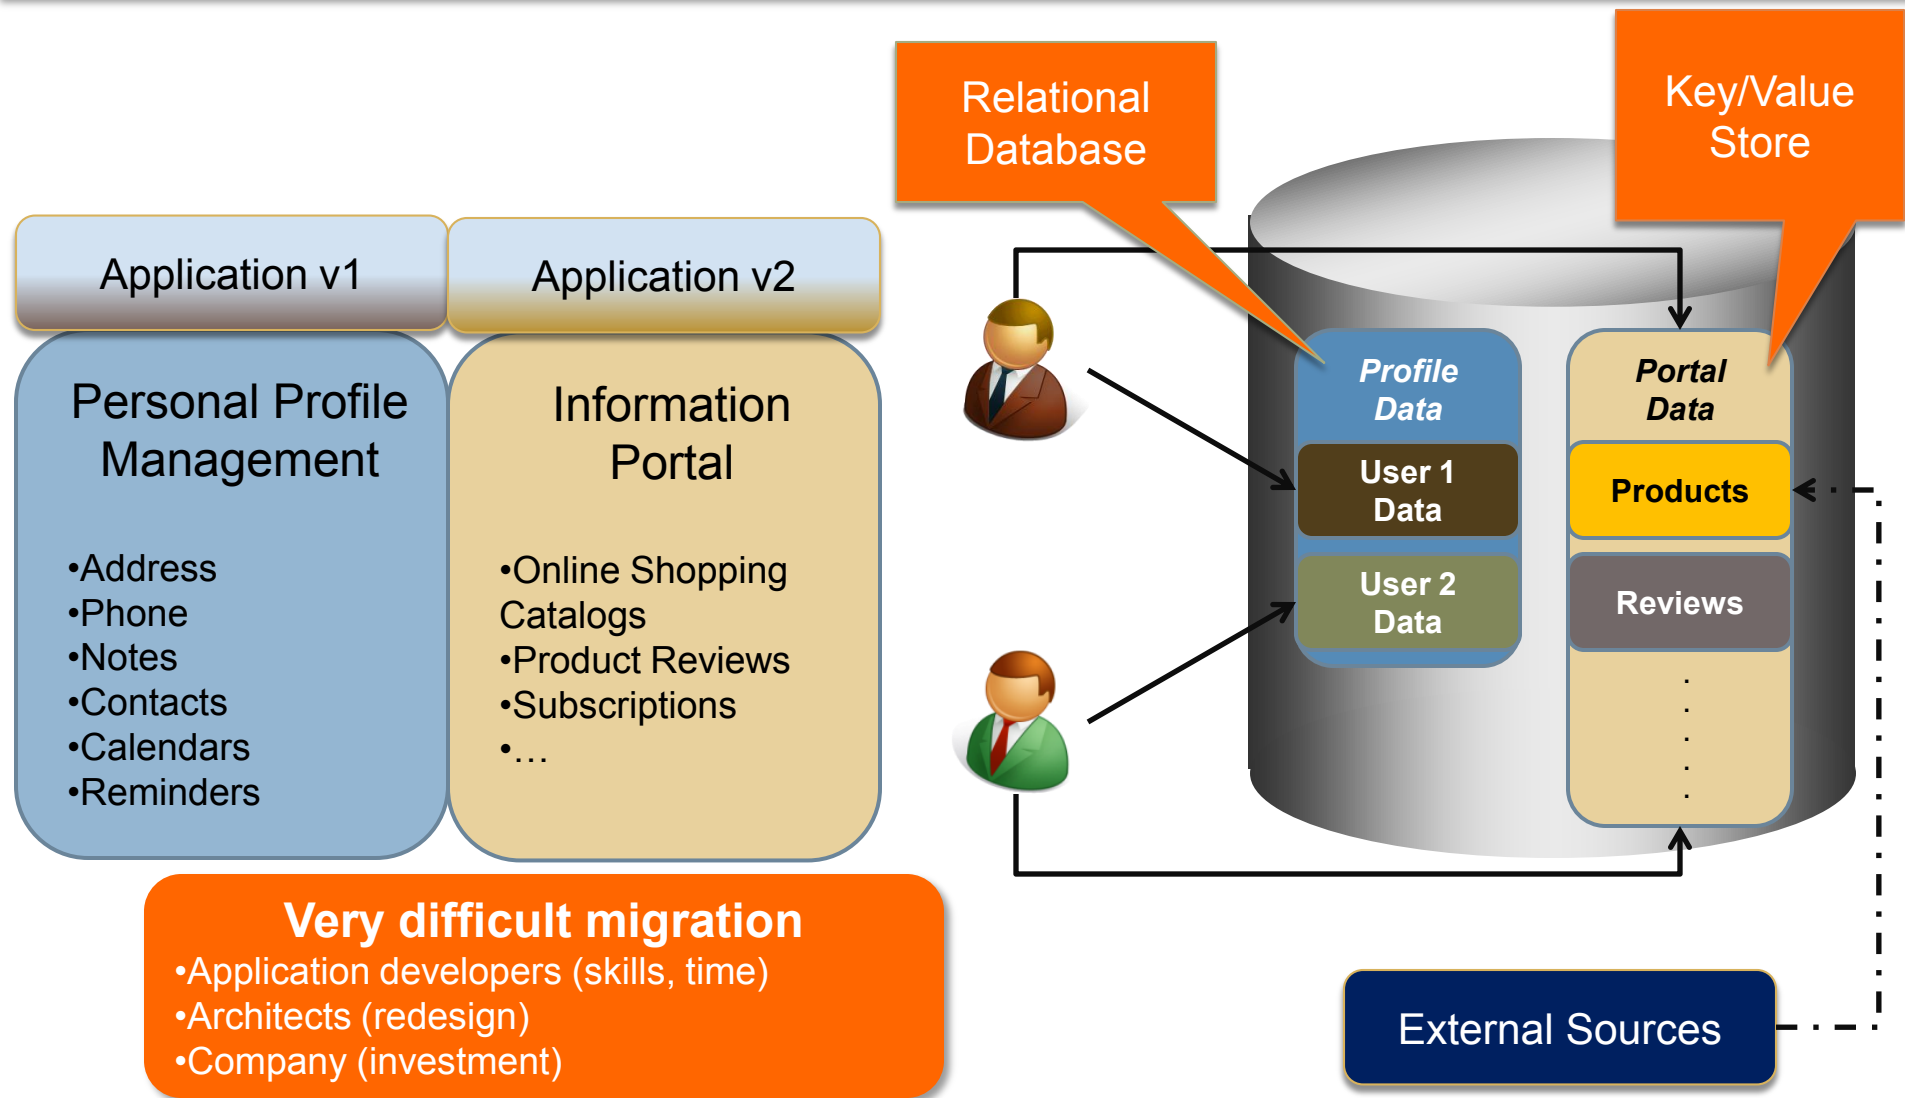 Relational
Database
Key/Value
Store
Application v1
Application v2
Personal Profile
Management
•Address
•Phone
•Notes
•Contacts
•Calendars
•Reminders
Information
Portal
•Online Shopping
Catalogs
•Product Reviews
•Subscriptions
•…
Profile
Data
User 1
Data
User 2
Data
Portal
Data
Products
Reviews
.
.
.
.
.
Very difficult migration
•Application developers (skills, time)
•Architects (redesign)
•Company (investment)
External Sources